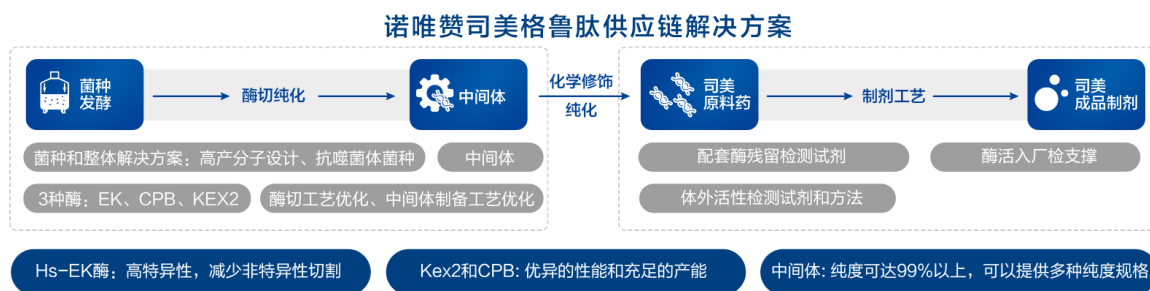 诺唯赞司美格鲁肽供应链解决方案
菌种
发酵
酶切纯化
中间体
化学修饰
纯化
司美
原料药
制剂工艺
司美
成品制剂
菌种和整体解决方案：高产分子设计、抗噬菌体菌种
中间体
配套酶残留检测试剂
酶活入厂检支撑
3种酶：EK、CPB、KEX2
酶切工艺优化、中间体制备工艺优化
体外活性检测试剂和方法
Hs-EK酶：高特异性，减少非特异性切割
Kex2和CPB: 优异的性能和充足的产能
中间体: 纯度可达99%以上，可以提供多种纯度规格